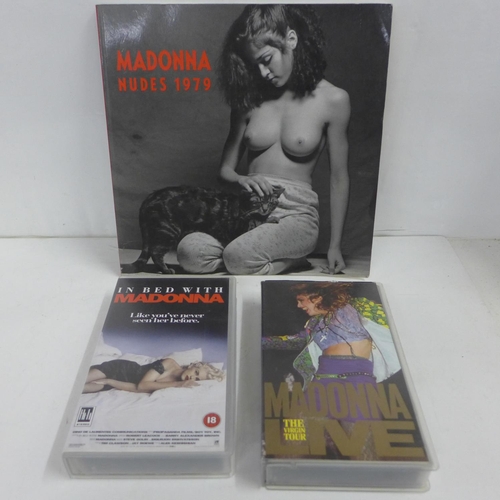 MADONNA
NUDES 1979
IN BED WITH
MADONNA
Like you've never
seen her before.
18
MADONNA
LIVE
THE
VIRGIN
TOUR